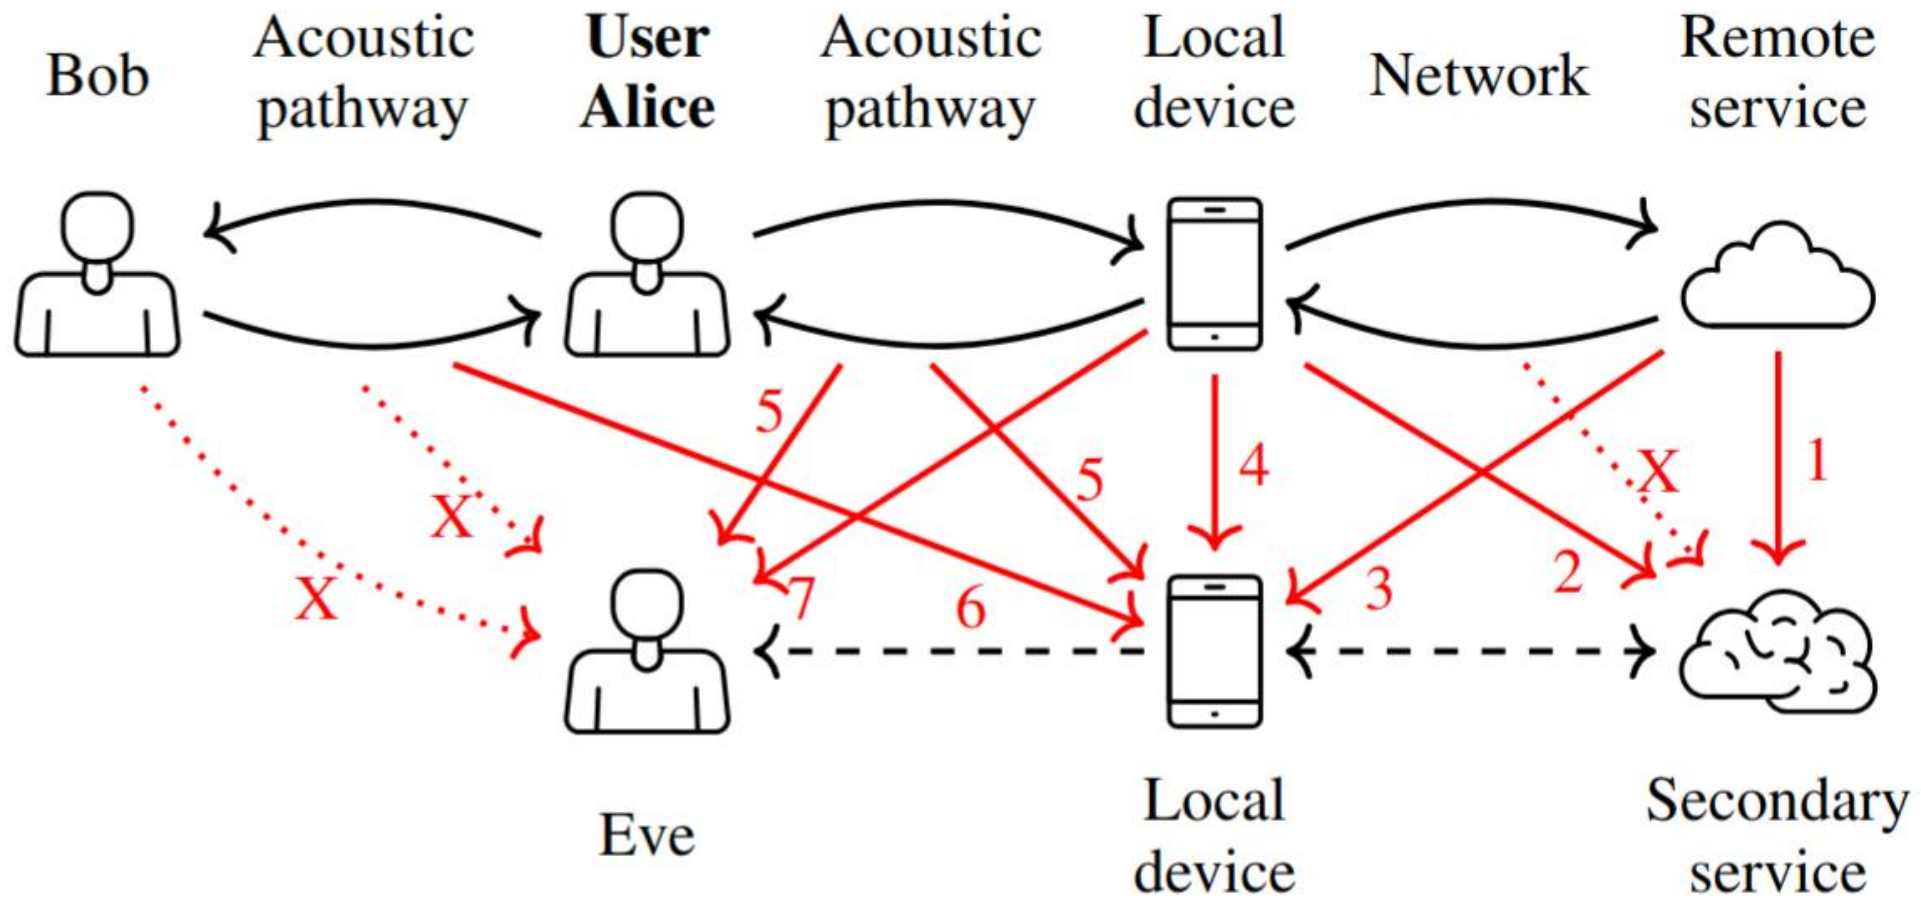 Bob
Acoustic
pathway
User
Alice
Acoustic
pathway
Local
device
Network
Remote
service
5
5
4
X
1
X
X
7
6
3
2
Eve
Local
device
Secondary
service